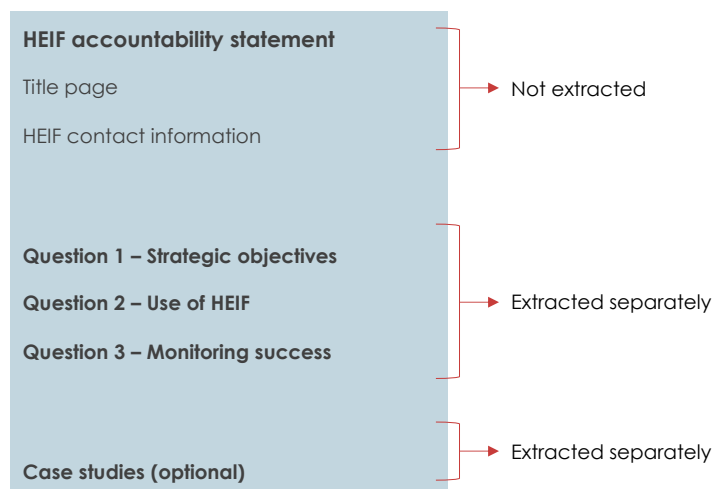 HEIF accountability statement
Title page
Not extracted
HEIF contact information
Question 1 – Strategic objectives
Question 2 – Use of HEIF
Extracted separately
Question 3 – Monitoring success
Extracted separately
Case studies (optional)